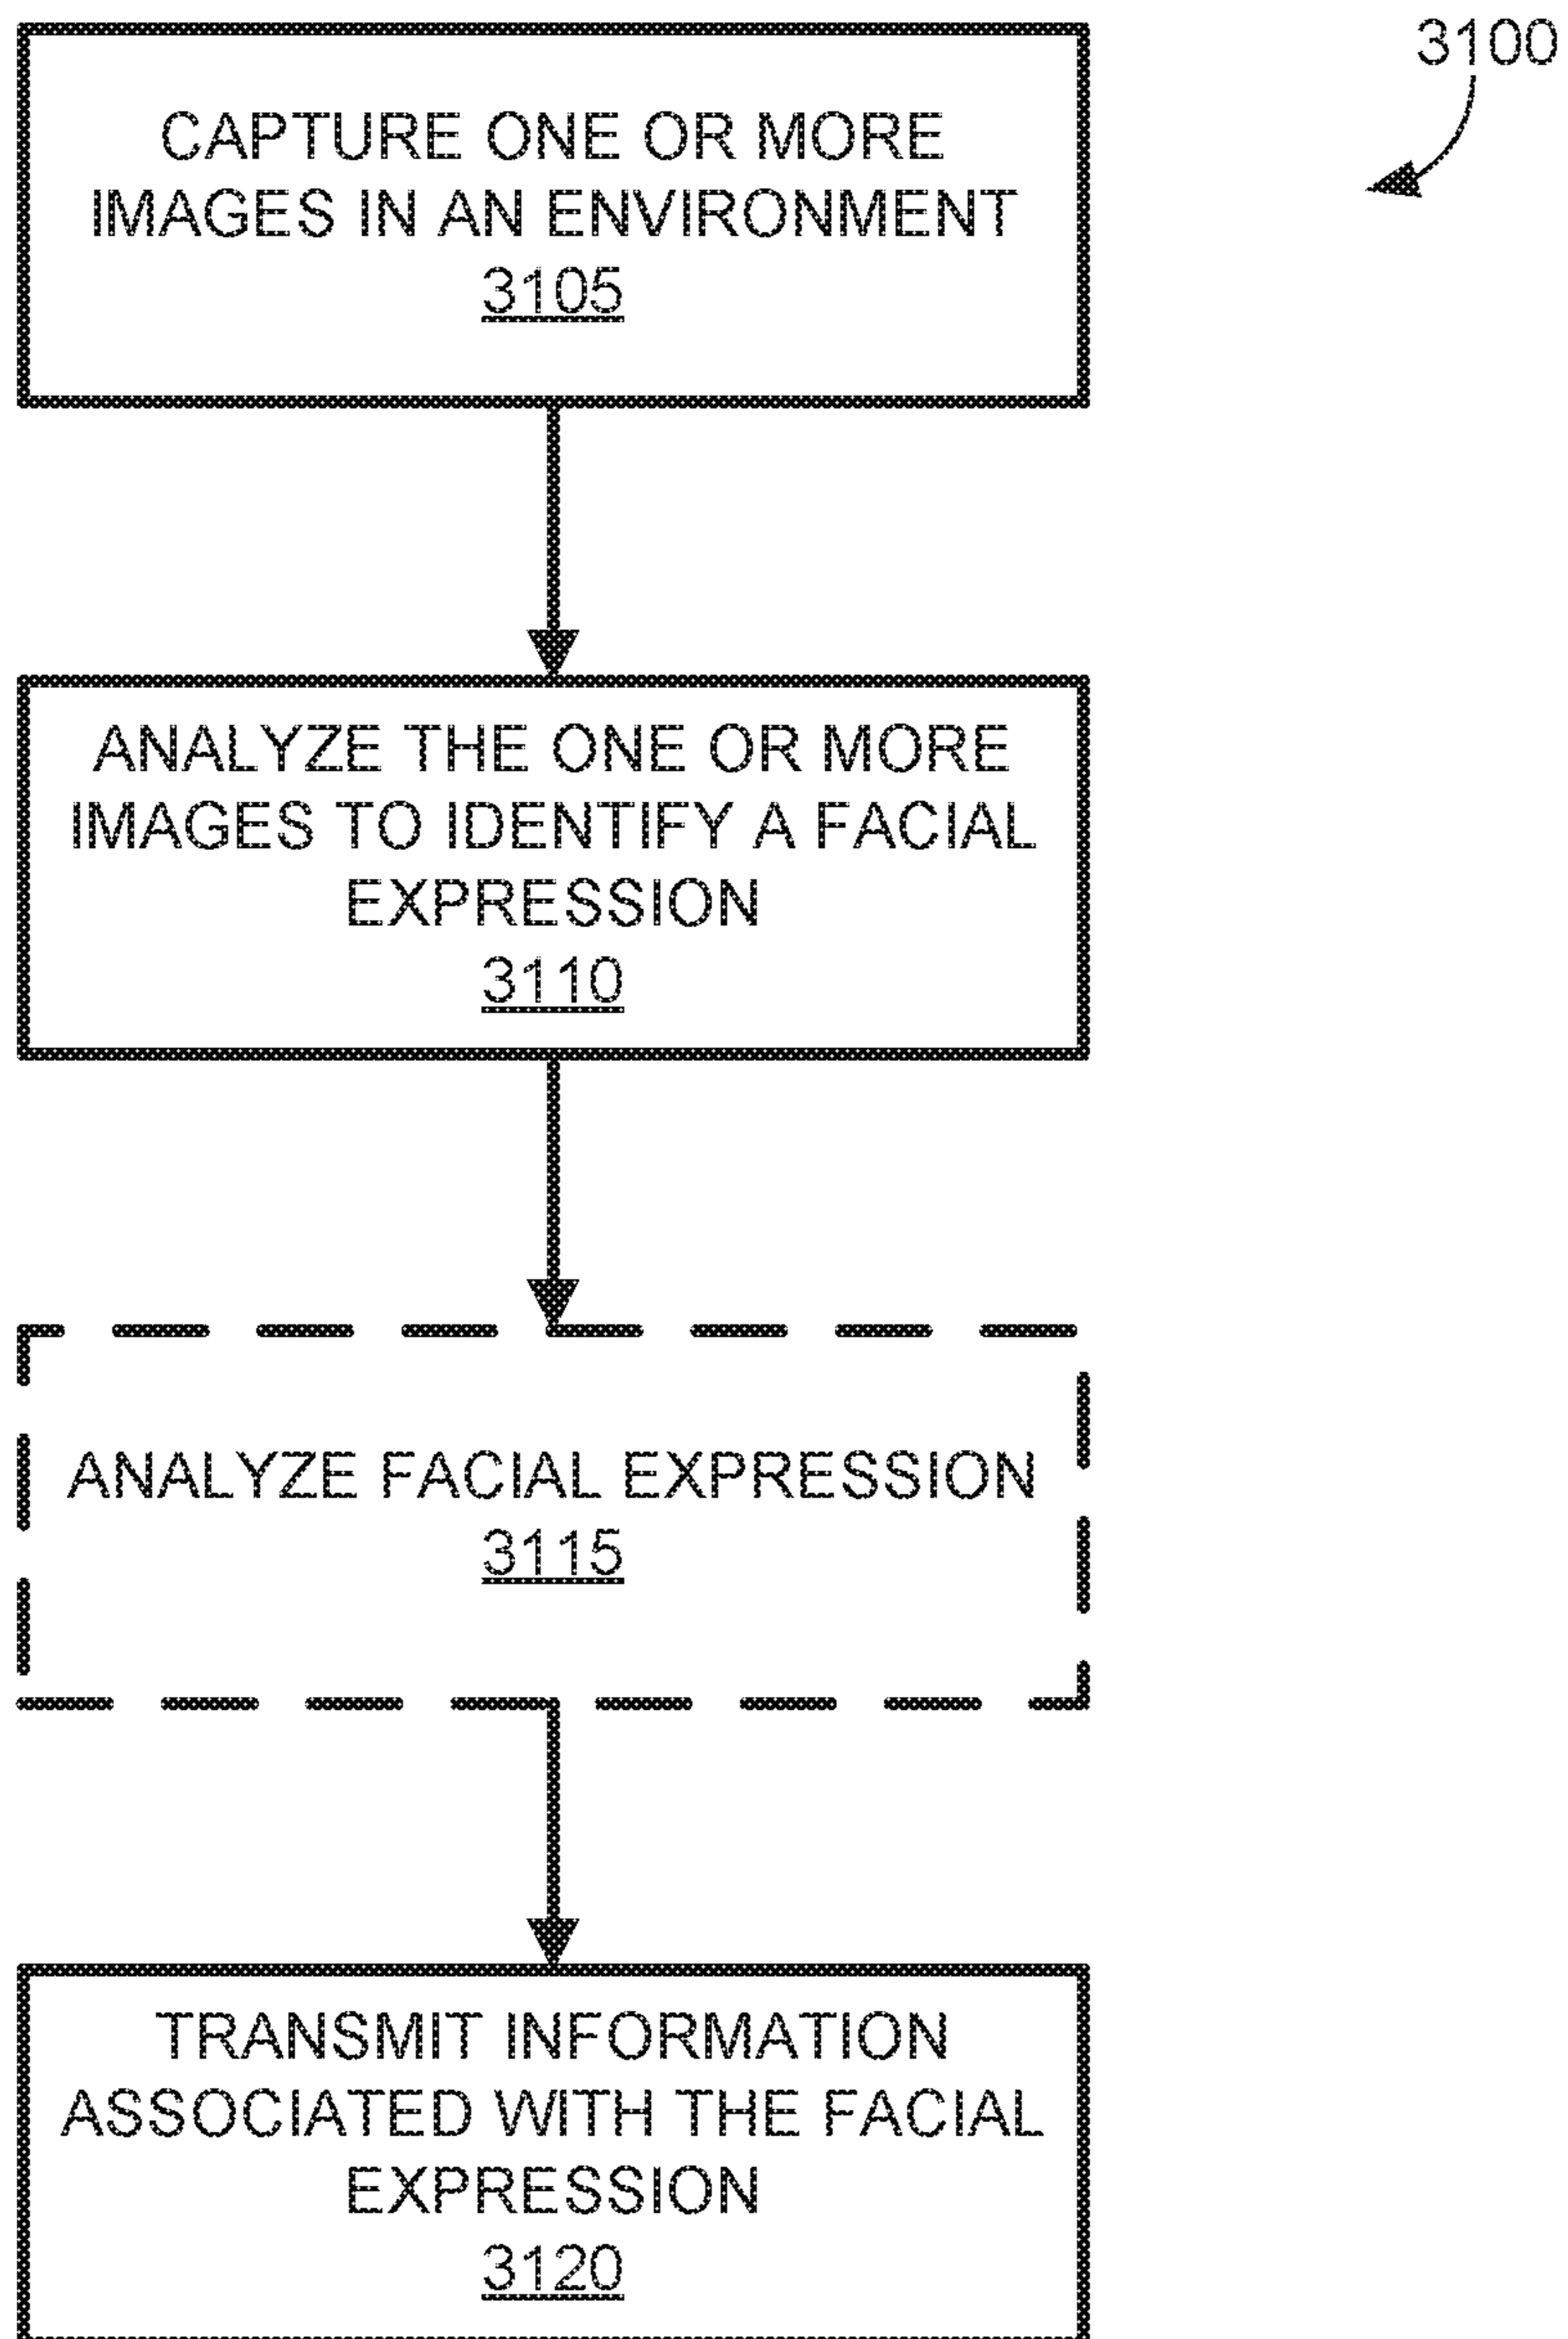 3100
CAPTURE ONE OR MORE
IMAGES IN AN ENVIRONMENT
3105
ANALYZE THE ONE OR MORE
IMAGES TO IDENTIFY A FACIAL
EXPRESSION
3110
ANALYZE FACIAL EXPRESSION
3115
TRANSMIT INFORMATION
ASSOCIATED WITH THE FACIAL
EXPRESSION
3120